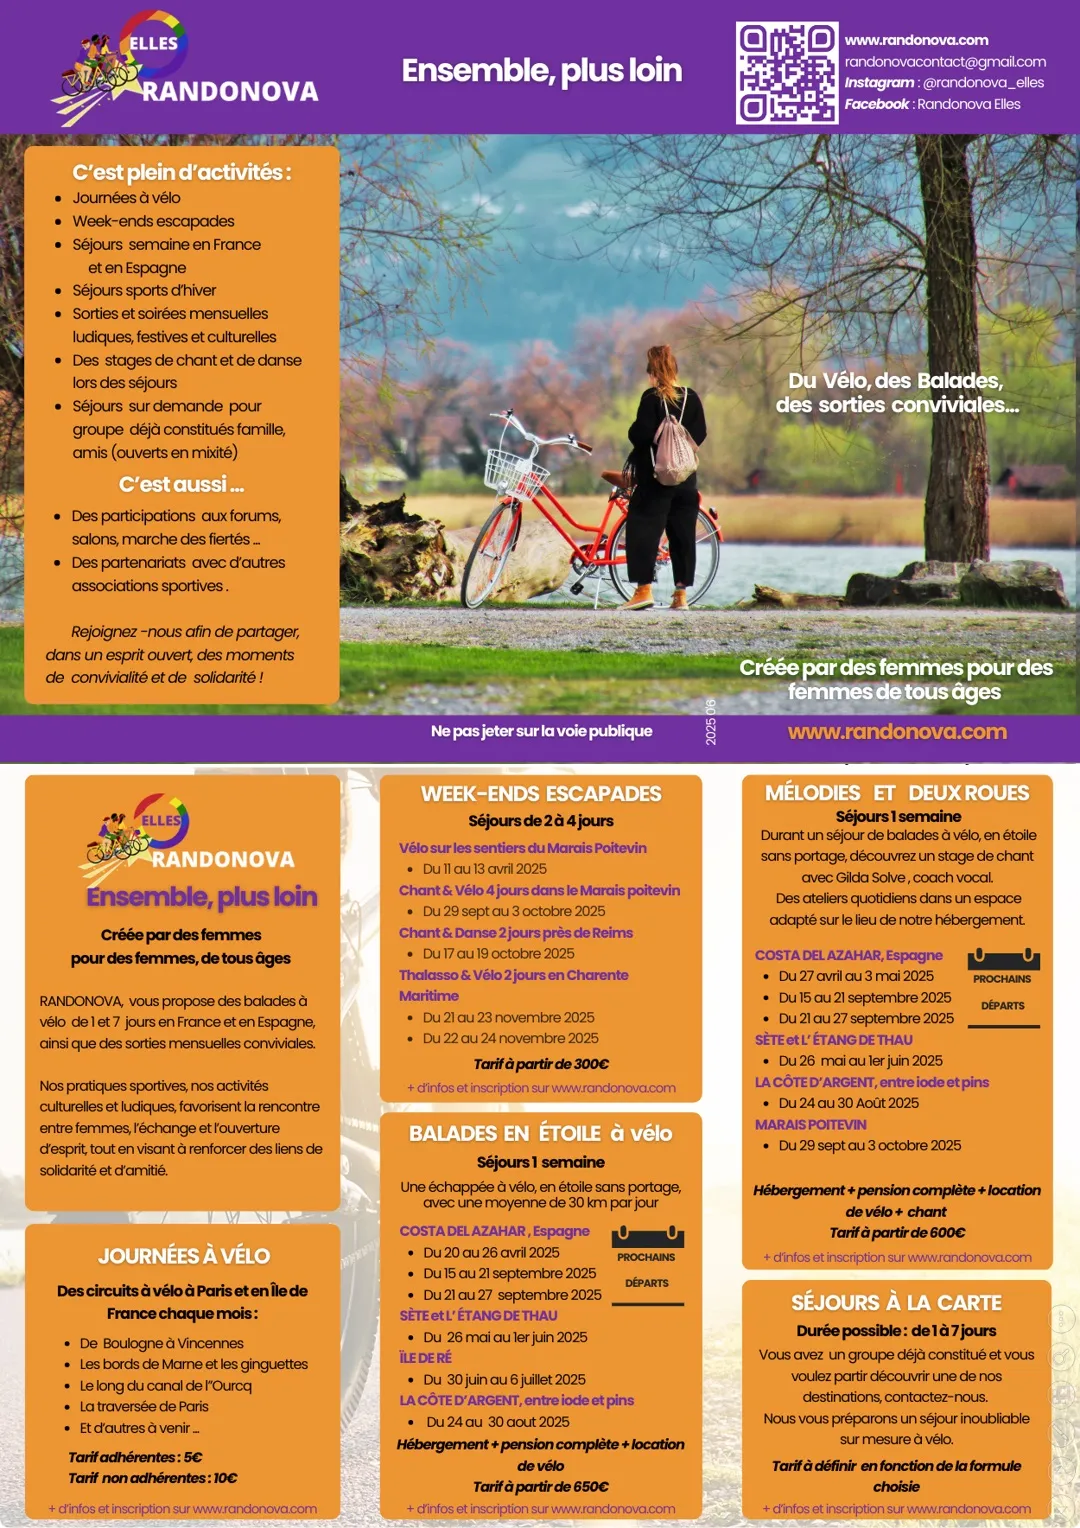 ELLES
RANDONOVA
Ensemble, plus loin
www.randonova.com
randonovacontact@gmail.com
Instagram : @randonova_elles
Facebook : Randonova Elles
C'est plein d'activités :
• Journées à vélo
• Week-ends escapades
• Séjours semaine en France
et en Espagne
• Séjours sports d'hiver
• Sorties et soirées mensuelles
ludiques, festives et culturelles
• Des stages de chant et de danse
lors des séjours
• Séjours sur demande pour
groupe déjà constitués famille,
amis (ouverts en mixité)
C'est aussi ...
• Des participations aux forums,
salons, marche des fiertés ...
• Des partenariats avec d'autres
associations sportives .
Rejoignez -nous afin de partager,
dans un esprit ouvert, des moments
de convivialité et de solidarité !
Du Vélo, des Balades,
des sorties conviviales...
Créée par des femmes pour des
femmes de tous âges
Ne pas jeter sur la voie publique
2025 06
www.randonova.com
ELLES
RANDONOVA
Ensemble, plus loin
Créée par des femmes
pour des femmes, de tous âges
RANDONOVA, vous propose des balades à
vélo de 1 et 7 jours en France et en Espagne,
ainsi que des sorties mensuelles conviviales.
Nos pratiques sportives, nos activités
culturelles et ludiques, favorisent la rencontre
entre femmes, l'échange et l'ouverture
d'esprit, tout en visant à renforcer des liens de
solidarité et d'amitié.
JOURNÉES À VÉLO
Des circuits à vélo à Paris et en Île de
France chaque mois :
• De Boulogne à Vincennes
• Les bords de Marne et les ginguettes
• Le long du canal de l"Ourcq
• La traversée de Paris
• Et d'autres à venir ...
Tarif adhérentes : 5€
Tarif non adhérentes : 10€
+ d'infos et inscription sur www.randonova.com
WEEK-ENDS ESCAPADES
Séjours de 2 à 4 jours
Vélo sur les sentiers du Marais Poitevin
• Du 11 au 13 avril 2025
Chant & Vélo 4 jours dans le Marais poitevin
• Du 29 sept au 3 octobre 2025
Chant & Danse 2 jours près de Reims
• Du 17 au 19 octobre 2025
Thalasso & Vélo 2 jours en Charente
Maritime
• Du 21 au 23 novembre 2025
• Du 22 au 24 novembre 2025
Tarif à partir de 300€
+ d'infos et inscription sur www.randonova.com
BALADES EN ÉTOILE à vélo
Séjours 1 semaine
Une échappée à vélo, en étoile sans portage,
avec une moyenne de 30 km par jour
COSTA DEL AZAHAR , Espagne
• Du 20 au 26 avril 2025
• Du 15 au 21 septembre 2025
• Du 21 au 27 septembre 2025
PROCHAINS
DÉPARTS
SÈTE et L' ÉTANG DE THAU
• Du 26 mai au 1er juin 2025
ÎLE DE RÉ
• Du 30 juin au 6 juillet 2025
LA CÔTE D'ARGENT, entre iode et pins
• Du 24 au 30 aout 2025
Hébergement + pension complète + location
de vélo
Tarif à partir de 650€
+ d'infos et inscription sur www.randonova.com
MÉLODIES ET DEUX ROUES
Séjours 1 semaine
Durant un séjour de balades à vélo, en étoile
sans portage, découvrez un stage de chant
avec Gilda Solve , coach vocal.
Des ateliers quotidiens dans un espace
adapté sur le lieu de notre hébergement.
COSTA DEL AZAHAR, Espagne
• Du 27 avril au 3 mai 2025
• Du 15 au 21 septembre 2025
• Du 21 au 27 septembre 2025
PROCHAINS
DÉPARTS
SÈTE et L' ÉTANG DE THAU
• Du 26 mai au 1er juin 2025
LA CÔTE D'ARGENT, entre iode et pins
• Du 24 au 30 Août 2025
MARAIS POITEVIN
• Du 29 sept au 3 octobre 2025
Hébergement + pension complète + location
de vélo + chant
Tarif à partir de 600€
+ d'infos et inscription sur www.randonova.com
SÉJOURS À LA CARTE
Durée possible : de 1 à 7 jours
Vous avez un groupe déjà constitué et vous
voulez partir découvrir une de nos
destinations, contactez-nous.
Nous vous préparons un séjour inoubliable
sur mesure à vélo.
Tarif à définir en fonction de la formule
choisie
+ d'infos et inscription sur www.randonova.com